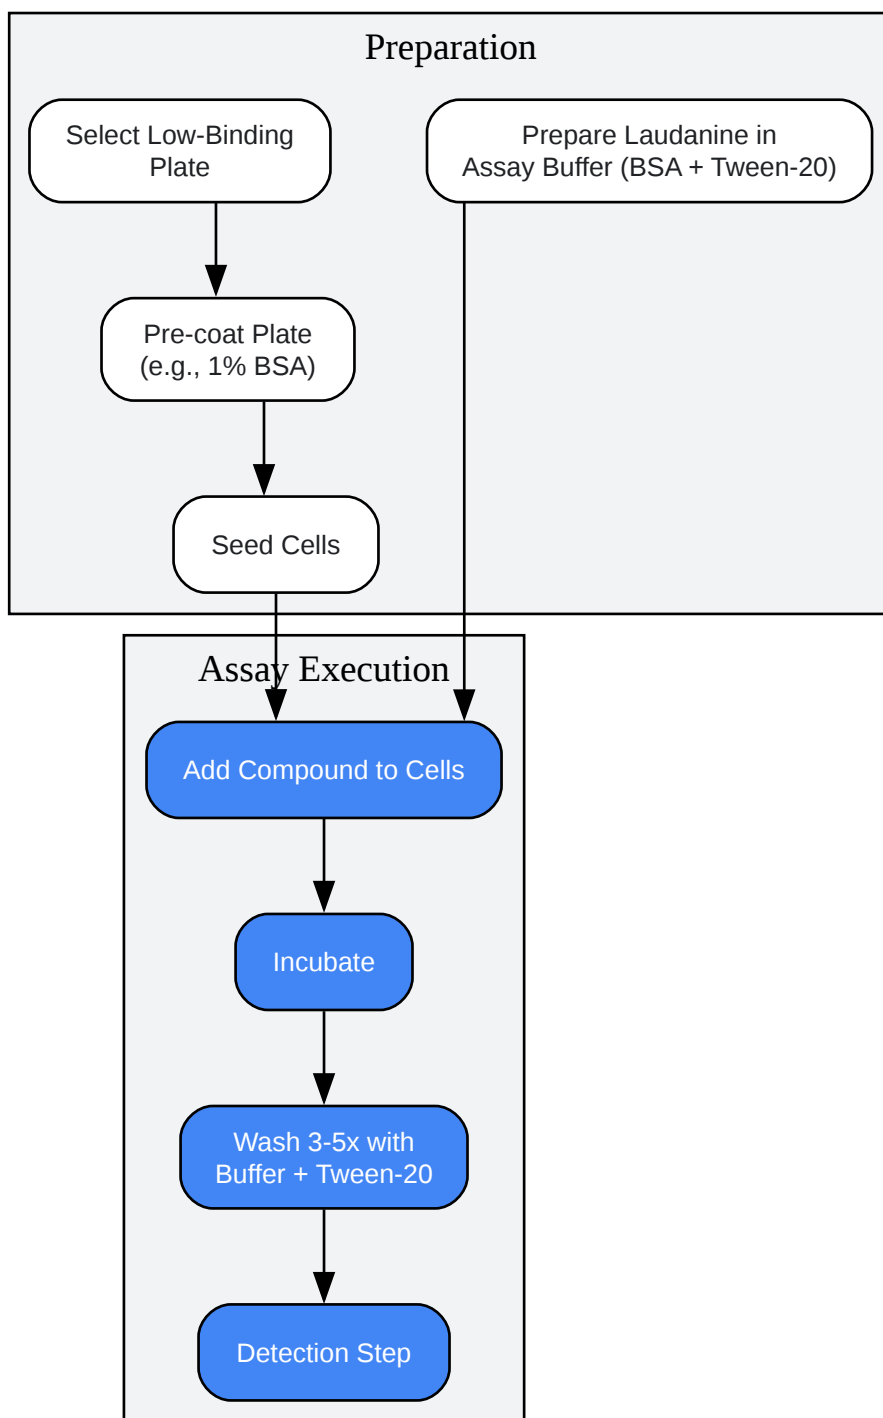 Preparation
Select Low-Binding
Plate
Prepare Laudanine in
Assay Buffer (BSA + Tween-20)
Pre-coat Plate
(e.g., 1% BSA)
Seed Cells
Assay Execution
Add Compound to Cells
Incubate
Wash 3-5x with
Buffer + Tween-20
Detection Step